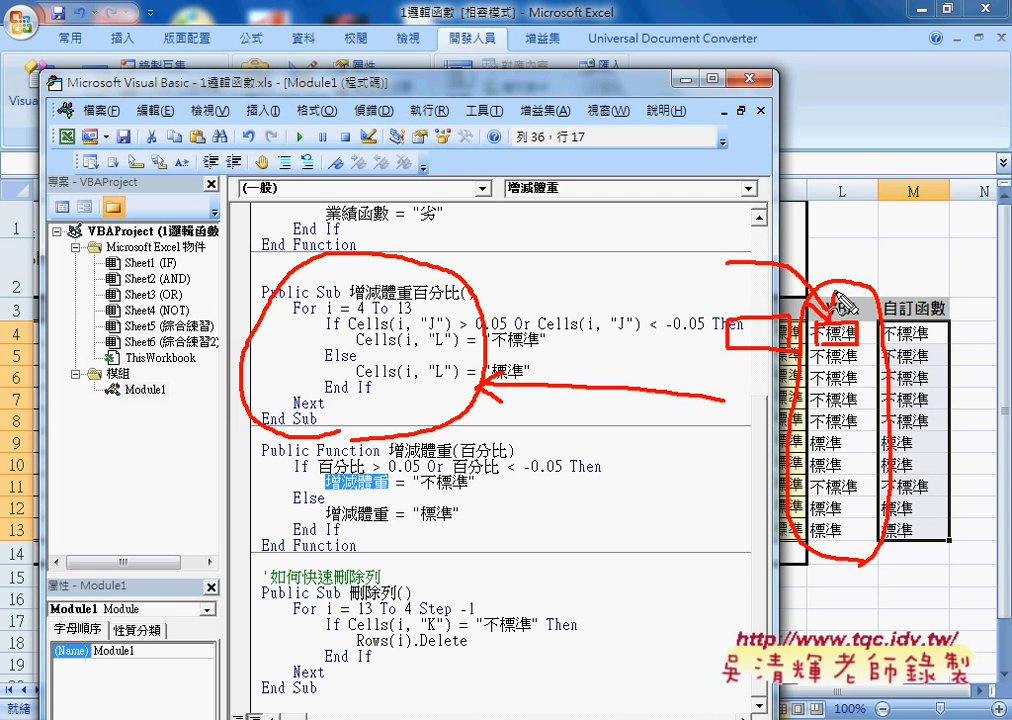 1邏輯函數 [相容模式] - Microsoft Excel
常用 插入 版面配置 公式 資料 校閱 檢視 開發人員 增益集 Universal Document Converter
Microsoft Visual Basic - 1邏輯函數.xls - [Module1 (程式碼)]
檔案(F) 編輯(E) 檢視(V) 插入(I) 格式(O) 偵錯(D) 執行(R) 工具(T) 增益集(A) 視窗(W) 說明(H)
列 36，行 17
專案 - VBAProject
(一般) 增減體重
VBAProject (1邏輯函數
Microsoft Excel 物件
Sheet1 (IF)
Sheet2 (AND)
Sheet3 (OR)
Sheet4 (NOT)
Sheet5 (綜合練習)
Sheet6 (綜合練習2)
ThisWorkbook
模組
Module1
屬性 - Module1
Module1 Module
字母順序 性質分類
(Name) Module1
業績函數 = "劣"
End If
End Function
Public Sub 增減體重百分比()
For i = 4 To 13
If Cells(i, "J") > 0.05 Or Cells(i, "J") < -0.05 Then
Cells(i, "L") = "不標準"
Else
Cells(i, "L") = "標準"
End If
Next
End Sub
Public Function 增減體重(百分比)
If 百分比 > 0.05 Or 百分比 < -0.05 Then
增減體重 = "不標準"
Else
增減體重 = "標準"
End If
End Function
'如何快速刪除列
Public Sub 刪除列()
For i = 13 To 4 Step -1
If Cells(i, "K") = "不標準" Then
Rows(i).Delete
End If
Next
End Sub
L M N
1
2
3 自訂函數
4 不標準 不標準
5 不標準 不標準
6 不標準 不標準
7 不標準 不標準
8 不標準 不標準
9 標準 標準
10 標準 標準
11 不標準 不標準
12 標準 標準
13 標準 標準
14
15
16
17
18
19
20
http://www.tqc.idv.tw/
吳清輝老師錄製
就緒 100%